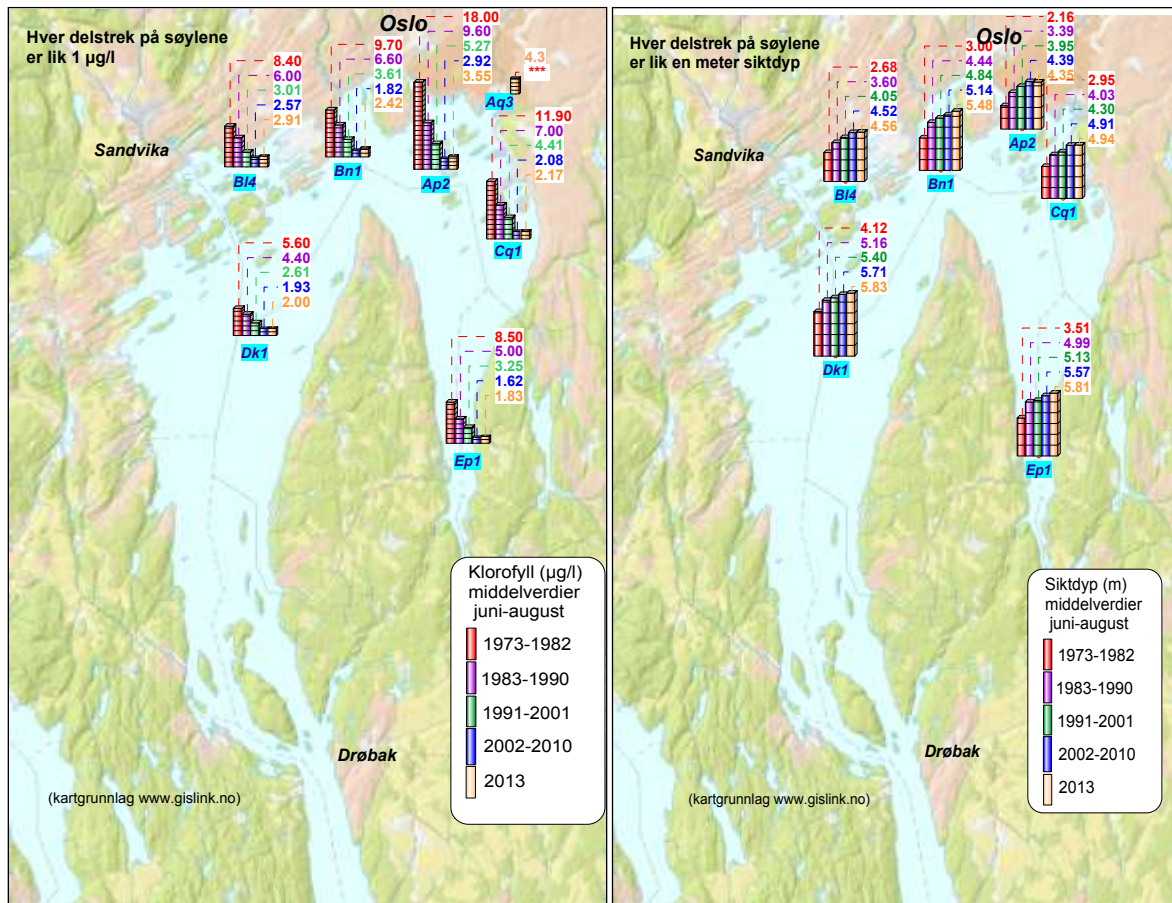 Hver delstrek på søylene
er lik 1 µg/l
Oslo
Sandvika
8.40
6.00
3.01
2.57
2.91
Bl4
9.70
6.60
3.61
1.82
2.42
Bn1
18.00
9.60
5.27
2.92
3.55
Ap2
4.3
***
Aq3
11.90
7.00
4.41
2.08
2.17
Cq1
5.60
4.40
2.61
1.93
2.00
Dk1
8.50
5.00
3.25
1.62
1.83
Ep1
Klorofyll (µg/l)
middelverdier
juni-august
1973-1982
1983-1990
1991-2001
2002-2010
2013
Drøbak
(kartgrunnlag www.gislink.no)
Hver delstrek på søylene
er lik en meter siktdyp
Oslo
Sandvika
2.68
3.60
4.05
4.52
4.56
Bl4
3.00
4.44
4.84
5.14
5.48
Bn1
2.16
3.39
3.95
4.39
4.35
Ap2
2.95
4.03
4.30
4.91
4.94
Cq1
4.12
5.16
5.40
5.71
5.83
Dk1
3.51
4.99
5.13
5.57
5.81
Ep1
Siktdyp (m)
middelverdier
juni-august
1973-1982
1983-1990
1991-2001
2002-2010
2013
Drøbak
(kartgrunnlag www.gislink.no)